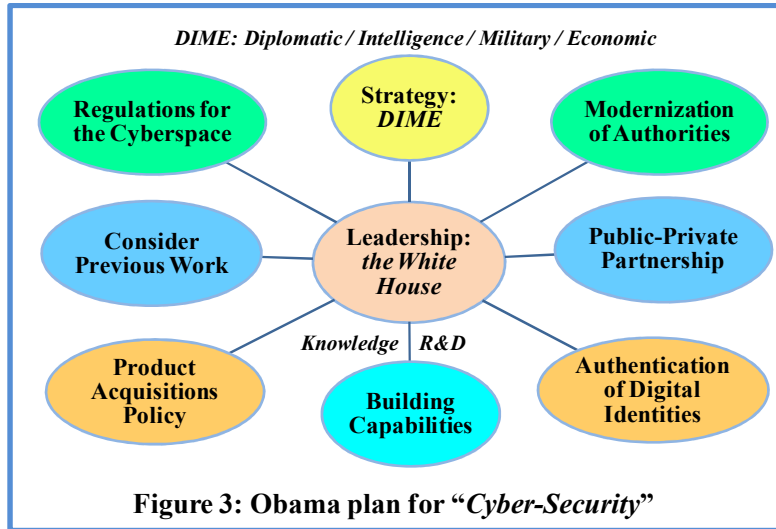 DIME: Diplomatic / Intelligence / Military / Economic
Regulations for
the Cyberspace
Strategy:
DIME
Modernization
of Authorities
Consider
Previous Work
Leadership:
the White
House
Public-Private
Partnership
Knowledge R&D
Product
Acquisitions
Policy
Building
Capabilities
Authentication
of Digital
Identities
Figure 3: Obama plan for “Cyber-Security”